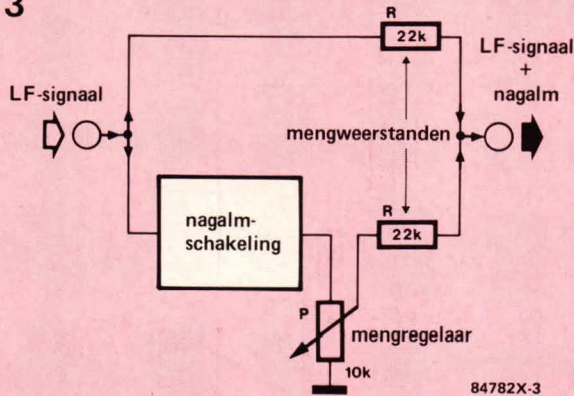 3
R
22k
LF-signaal
LF-signaal
+
nagalm
mengweerstanden
R
22k
nagalm-
schakeling
P
mengregelaar
10k
84782X-3